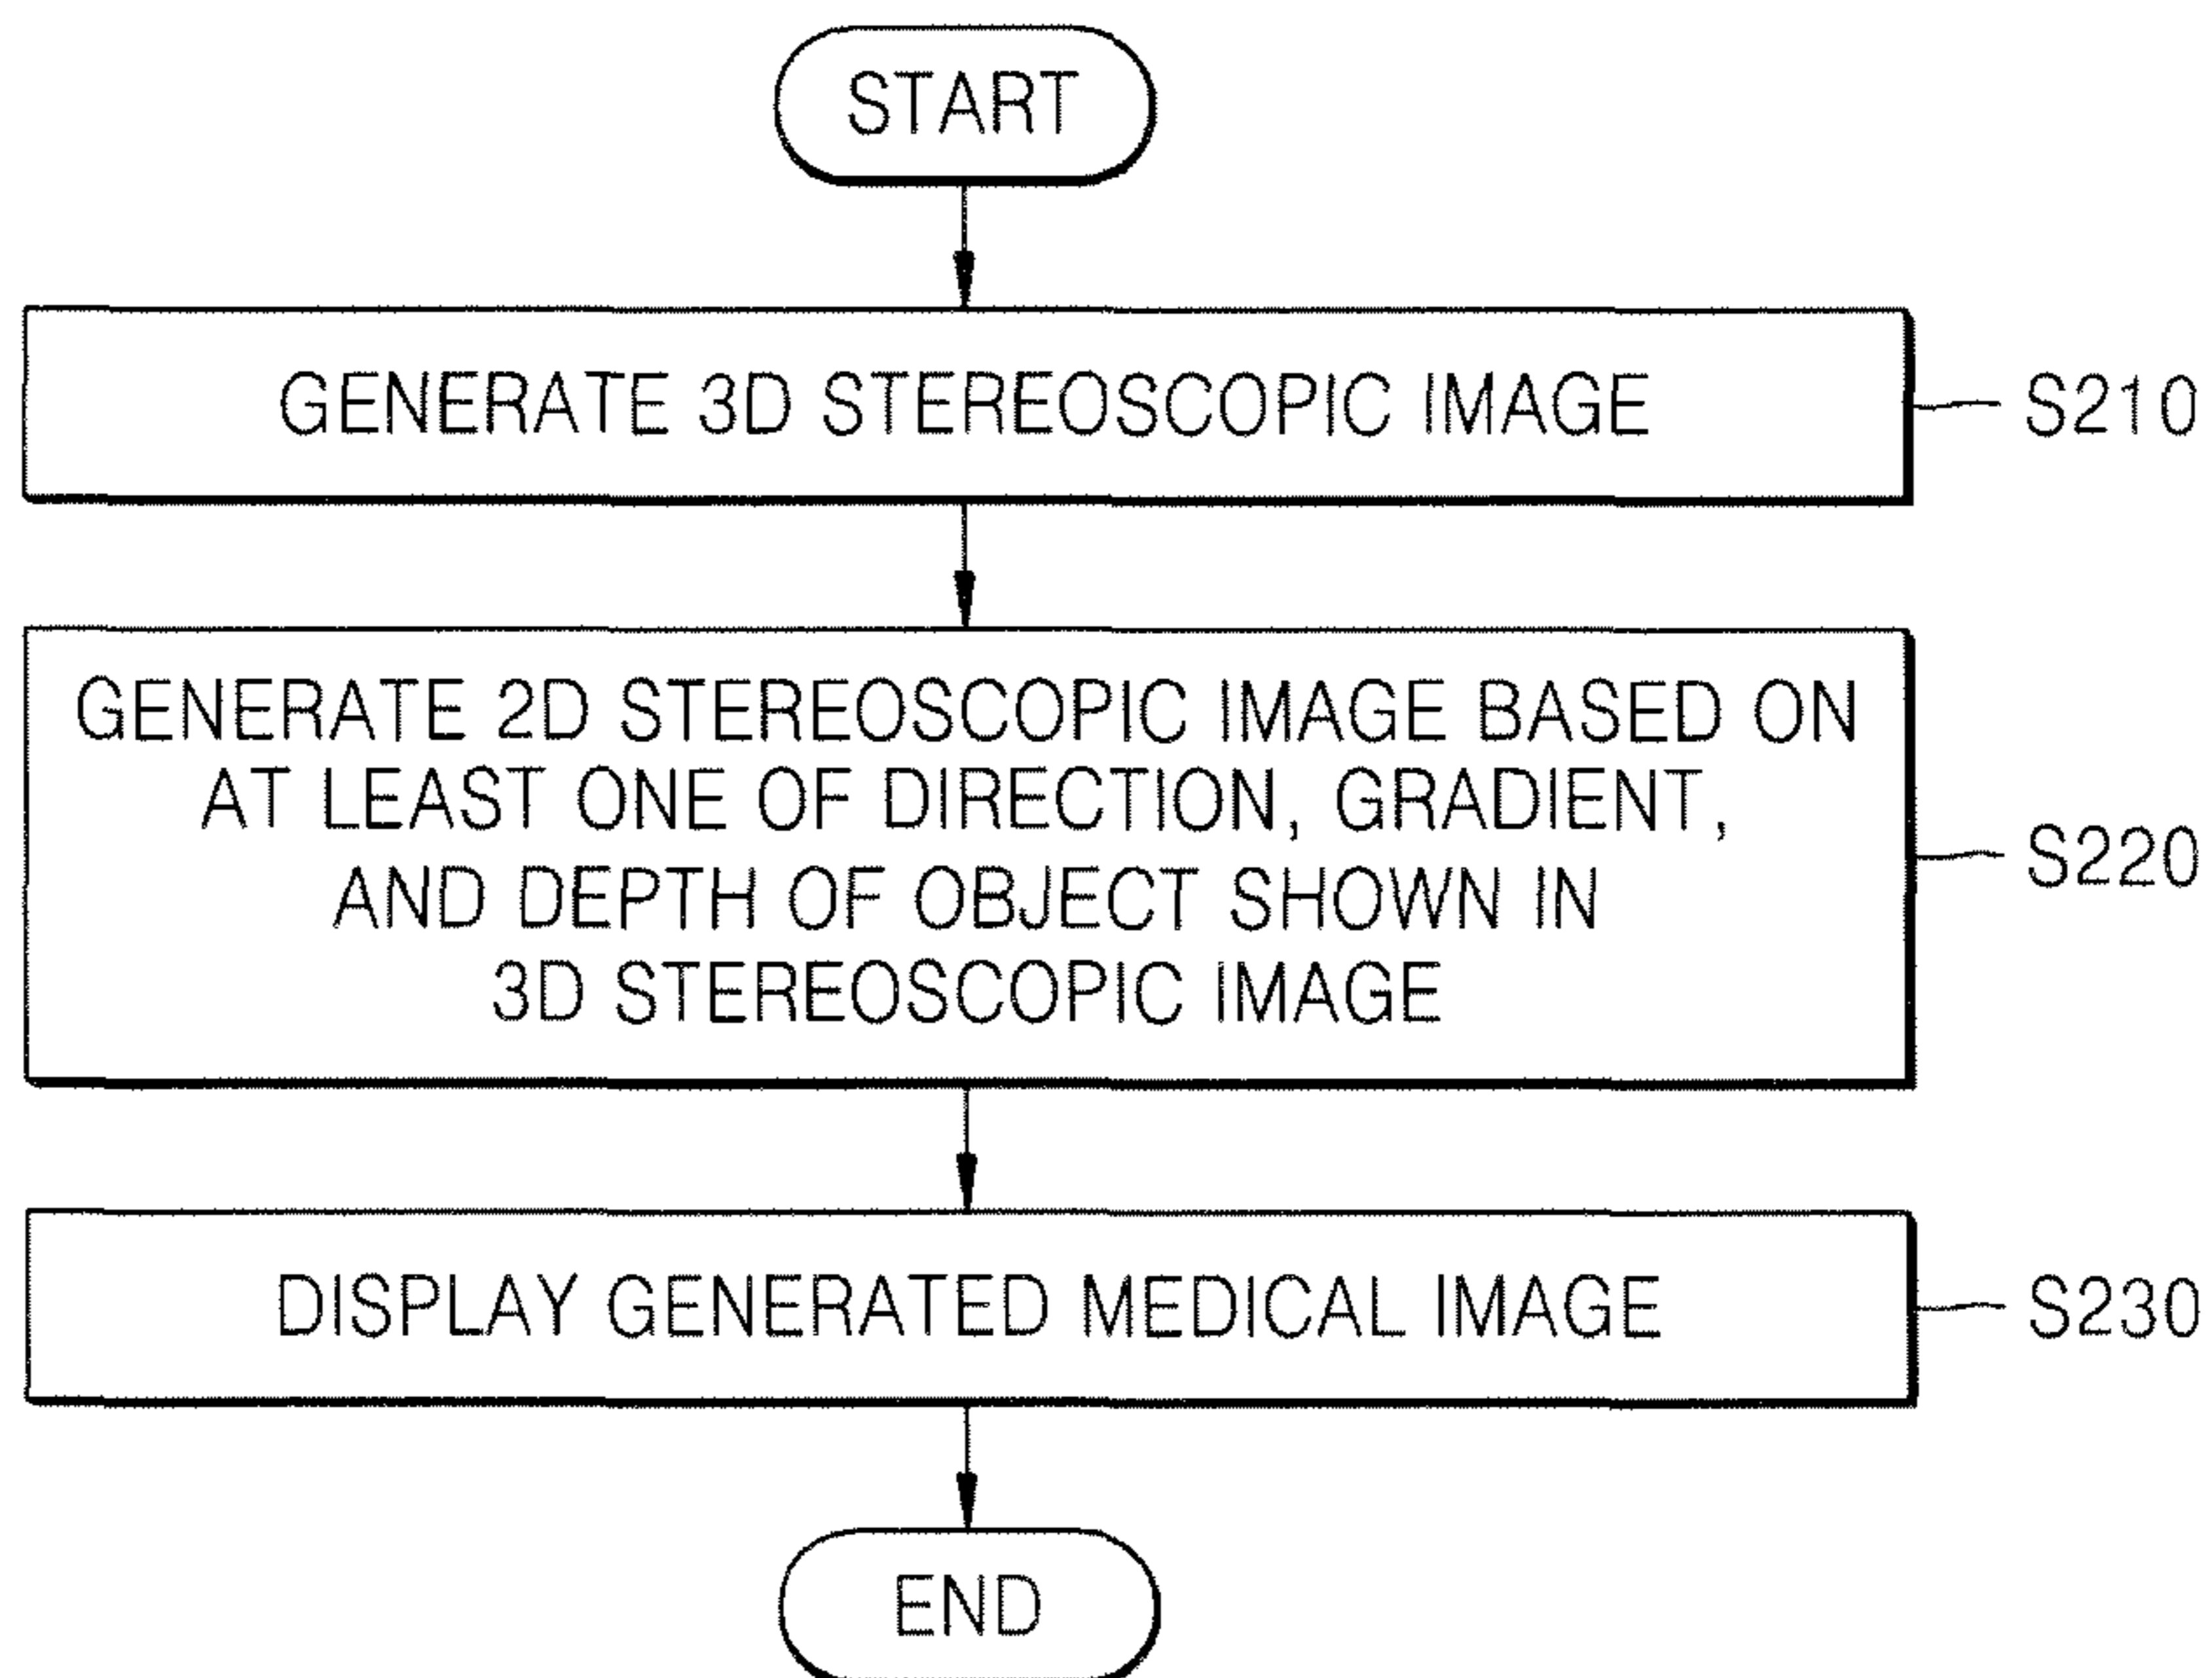 START
GENERATE 3D STEREOSCOPIC IMAGE
S210
GENERATE 2D STEREOSCOPIC IMAGE BASED ON
AT LEAST ONE OF DIRECTION, GRADIENT,
AND DEPTH OF OBJECT SHOWN IN
3D STEREOSCOPIC IMAGE
S220
DISPLAY GENERATED MEDICAL IMAGE
S230
END